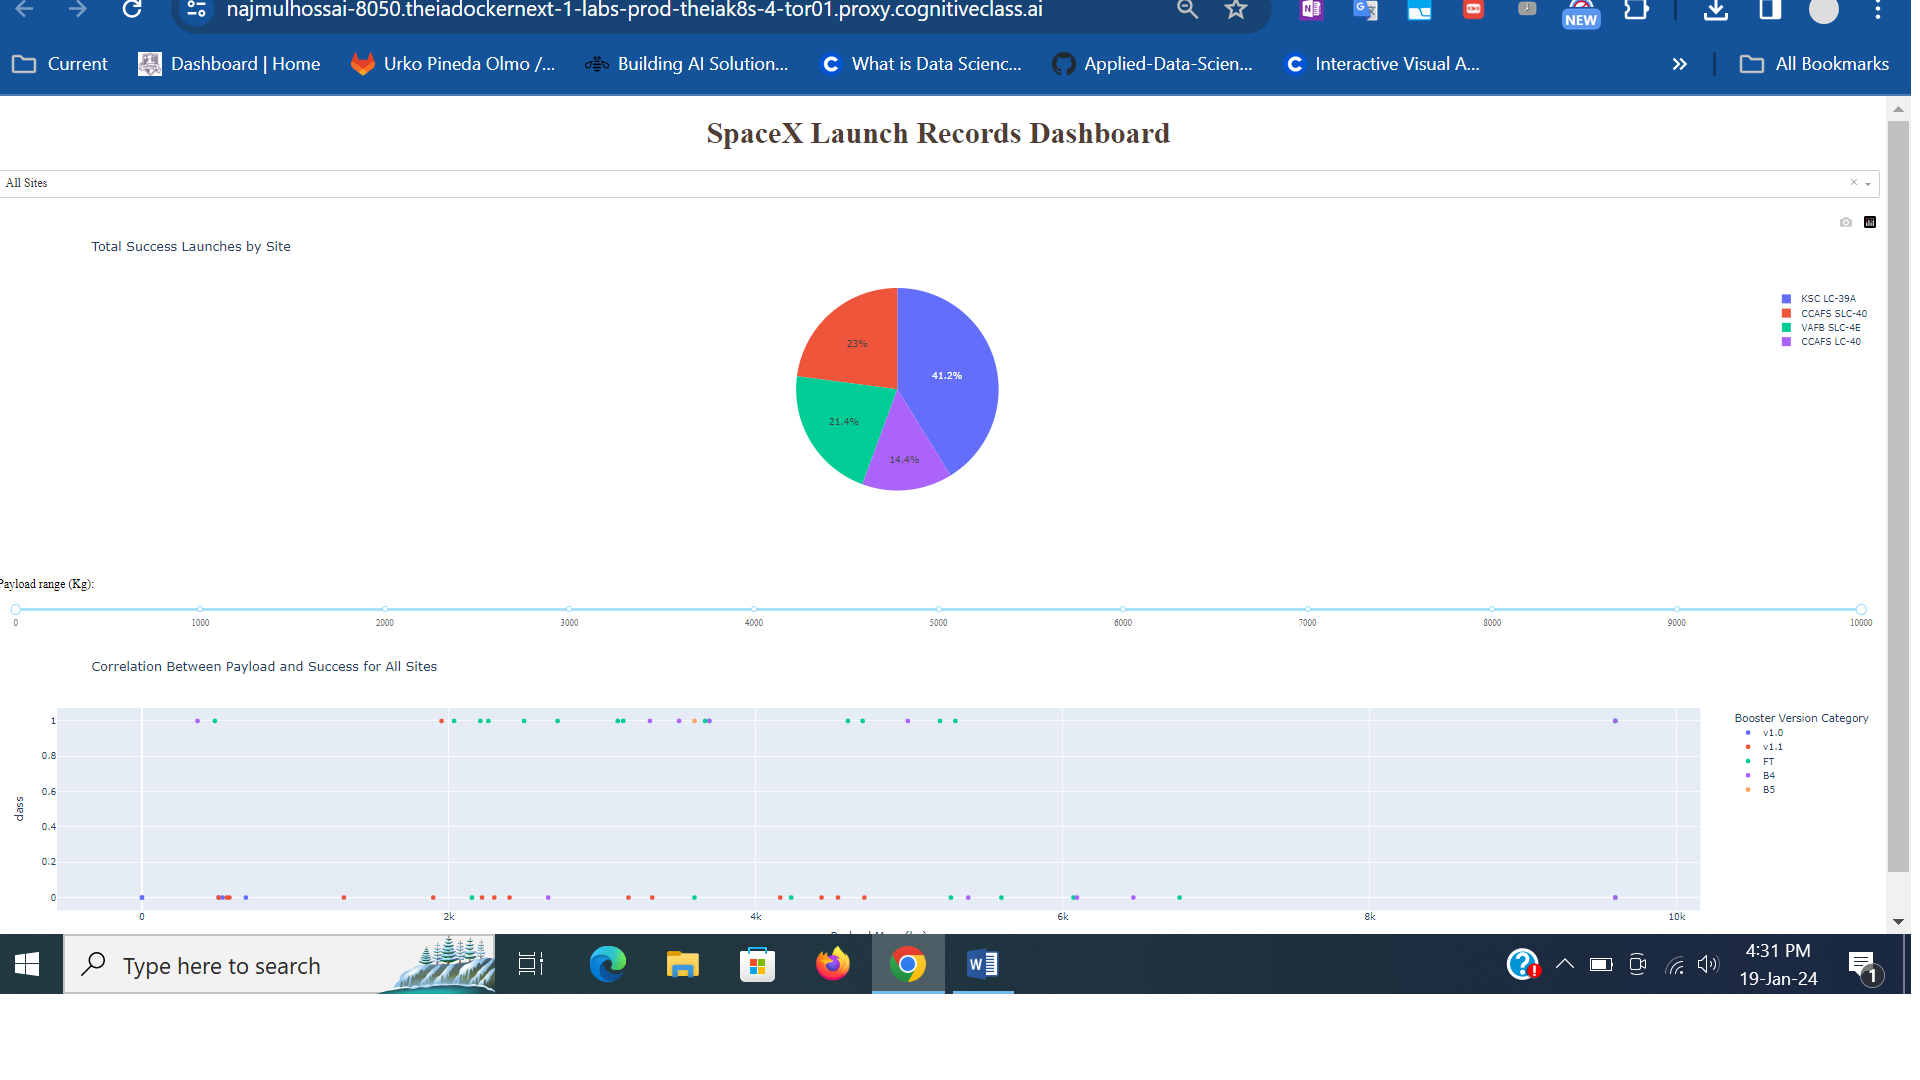 najmulhossai-8050.theiadockernext-1-labs-prod-theiak8s-4-tor01.proxy.cognitiveclass.ai
NEW
Current
Dashboard | Home
Urko Pineda Olmo /...
Building AI Solution...
What is Data Scienc...
Applied-Data-Scien...
Interactive Visual A...
All Bookmarks
SpaceX Launch Records Dashboard
All Sites
Total Success Launches by Site
KSC LC-39A
CCAFS SLC-40
VAFB SLC-4E
CCAFS LC-40
23%
41.2%
21.4%
14.4%
Payload range (Kg):
0 1000 2000 3000 4000 5000 6000 7000 8000 9000 10000
Correlation Between Payload and Success for All Sites
Booster Version Category
v1.0
v1.1
FT
B4
B5
class
1
0.8
0.6
0.4
0.2
0
0 2k 4k 6k 8k 10k
Type here to search
4:31 PM
19-Jan-24
1